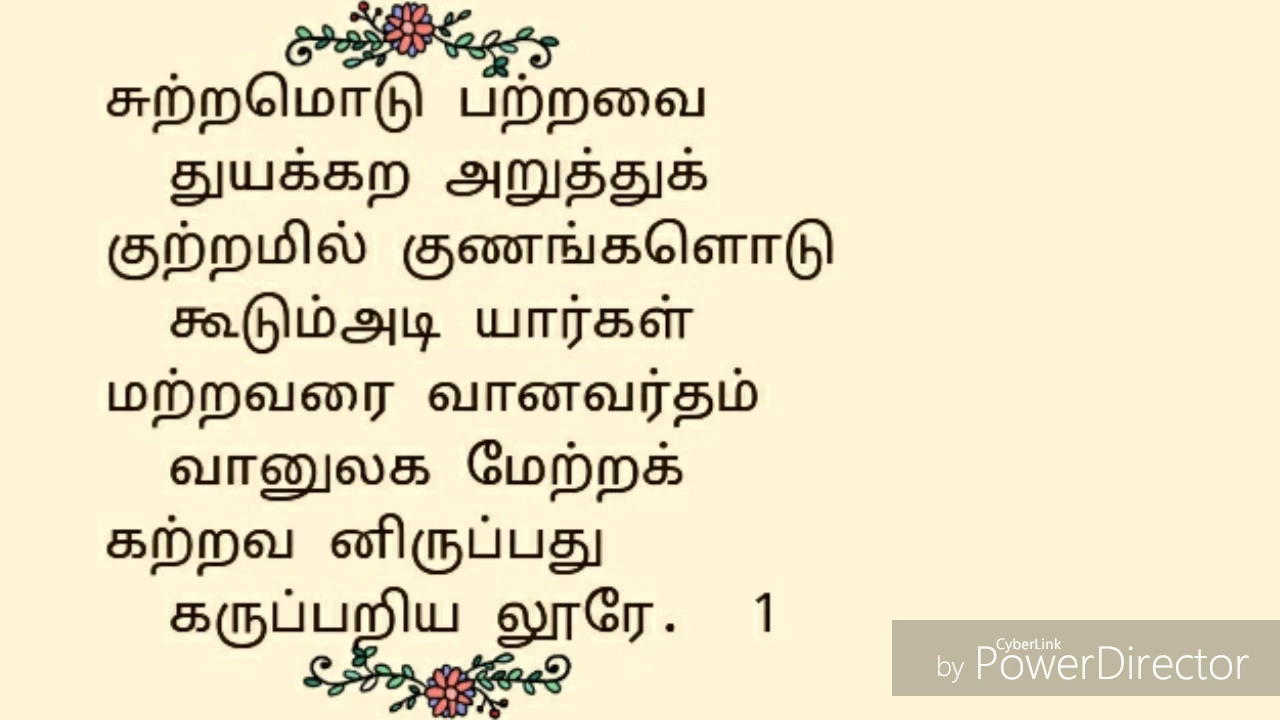 சுற்றமொடு பற்றவை
துயக்கற அறுத்துக்
குற்றமில் குணங்களொடு
கூடும்அடி யார்கள்
மற்றவரை வானவர்தம்
வானுலக மேற்றக்
கற்றவ னிருப்பது
கருப்பறிய லூரே. 1
CyberLink
by PowerDirector